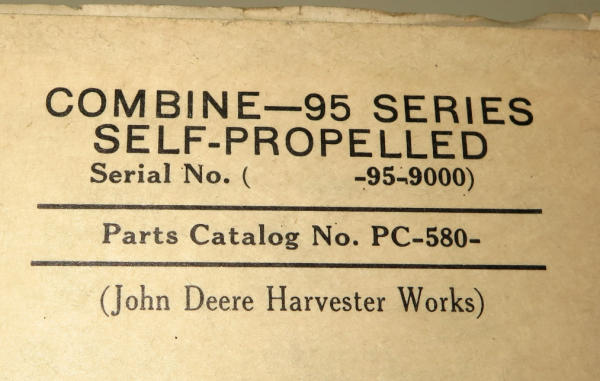 COMBINE—95 SERIES
SELF-PROPELLED
Serial No. (          -95-9000)
Parts Catalog No. PC-580-
(John Deere Harvester Works)